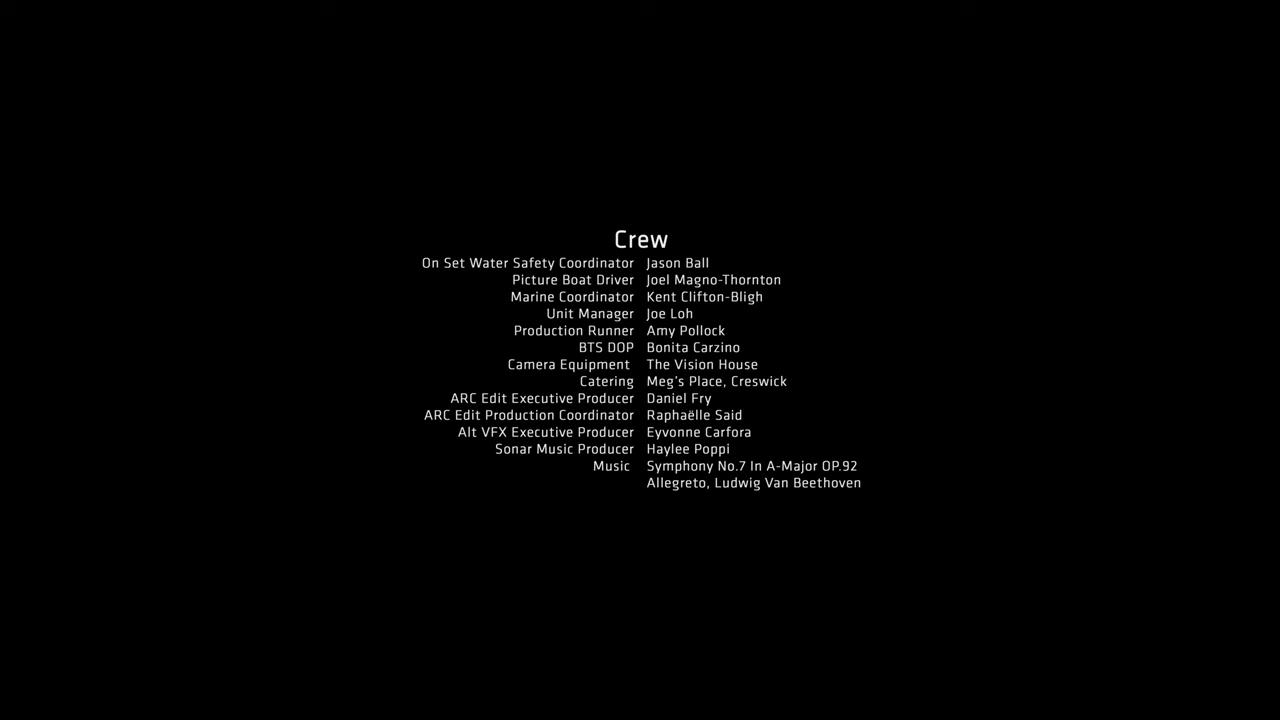 Crew
On Set Water Safety Coordinator Jason Ball
Picture Boat Driver Joel Magno-Thornton
Marine Coordinator Kent Clifton-Bligh
Unit Manager Joe Loh
Production Runner Amy Pollock
BTS DOP Bonita Carzino
Camera Equipment The Vision House
Catering Meg's Place, Creswick
ARC Edit Executive Producer Daniel Fry
ARC Edit Production Coordinator Raphaëlle Said
Alt VFX Executive Producer Eyvonne Carfora
Sonar Music Producer Haylee Poppi
Music Symphony No.7 In A-Major OP.92
Allegreto, Ludwig Van Beethoven